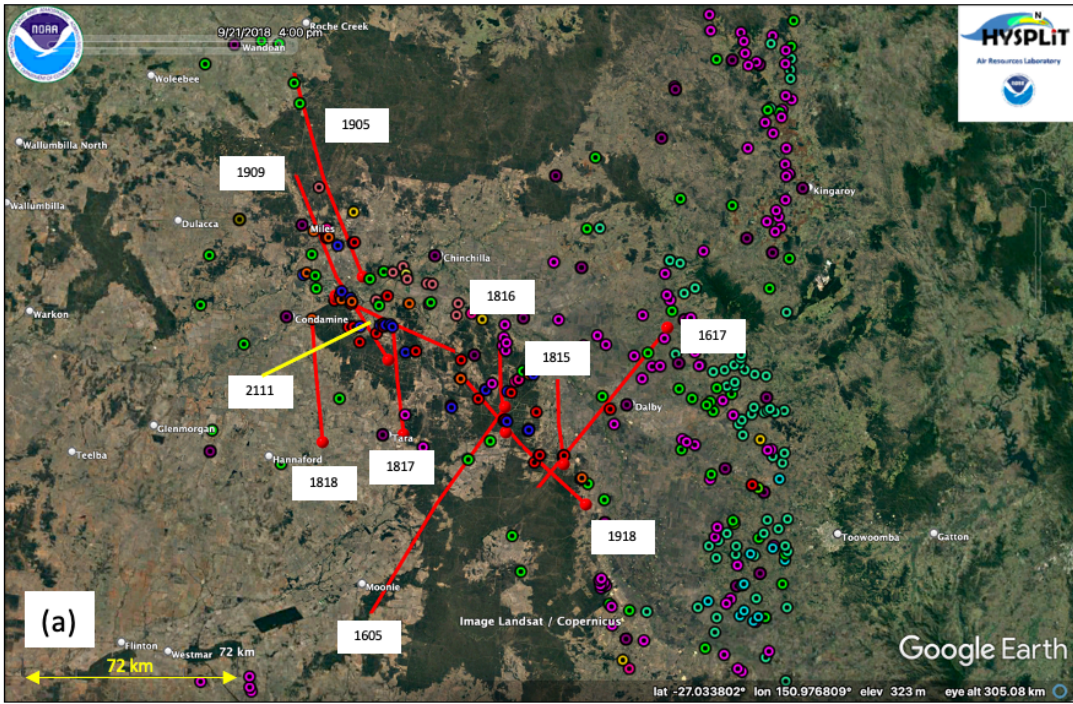 NOAA
9/21/2018 4:00 pm
Roche Creek
Wandoan
Woleebee
N
HYSPLIT
Air Resources Laboratory
1905
Wallumbilla North
1909
Wallumbilla
Kingaroy
Dulacca
Miles
Chinchilla
1816
Warkon
Condamine
1815
1617
2111
Dalby
Glenmorgan
Tara
Teelba
Hannaford
1817
1818
1918
Toowoomba
Gatton
Moonie
(a)
1605
Image Landsat / Copernicus
Flinton
Westmar
72 km
72 km
Google Earth
lat -27.033802° lon 150.976809° elev 323 m eye alt 305.08 km